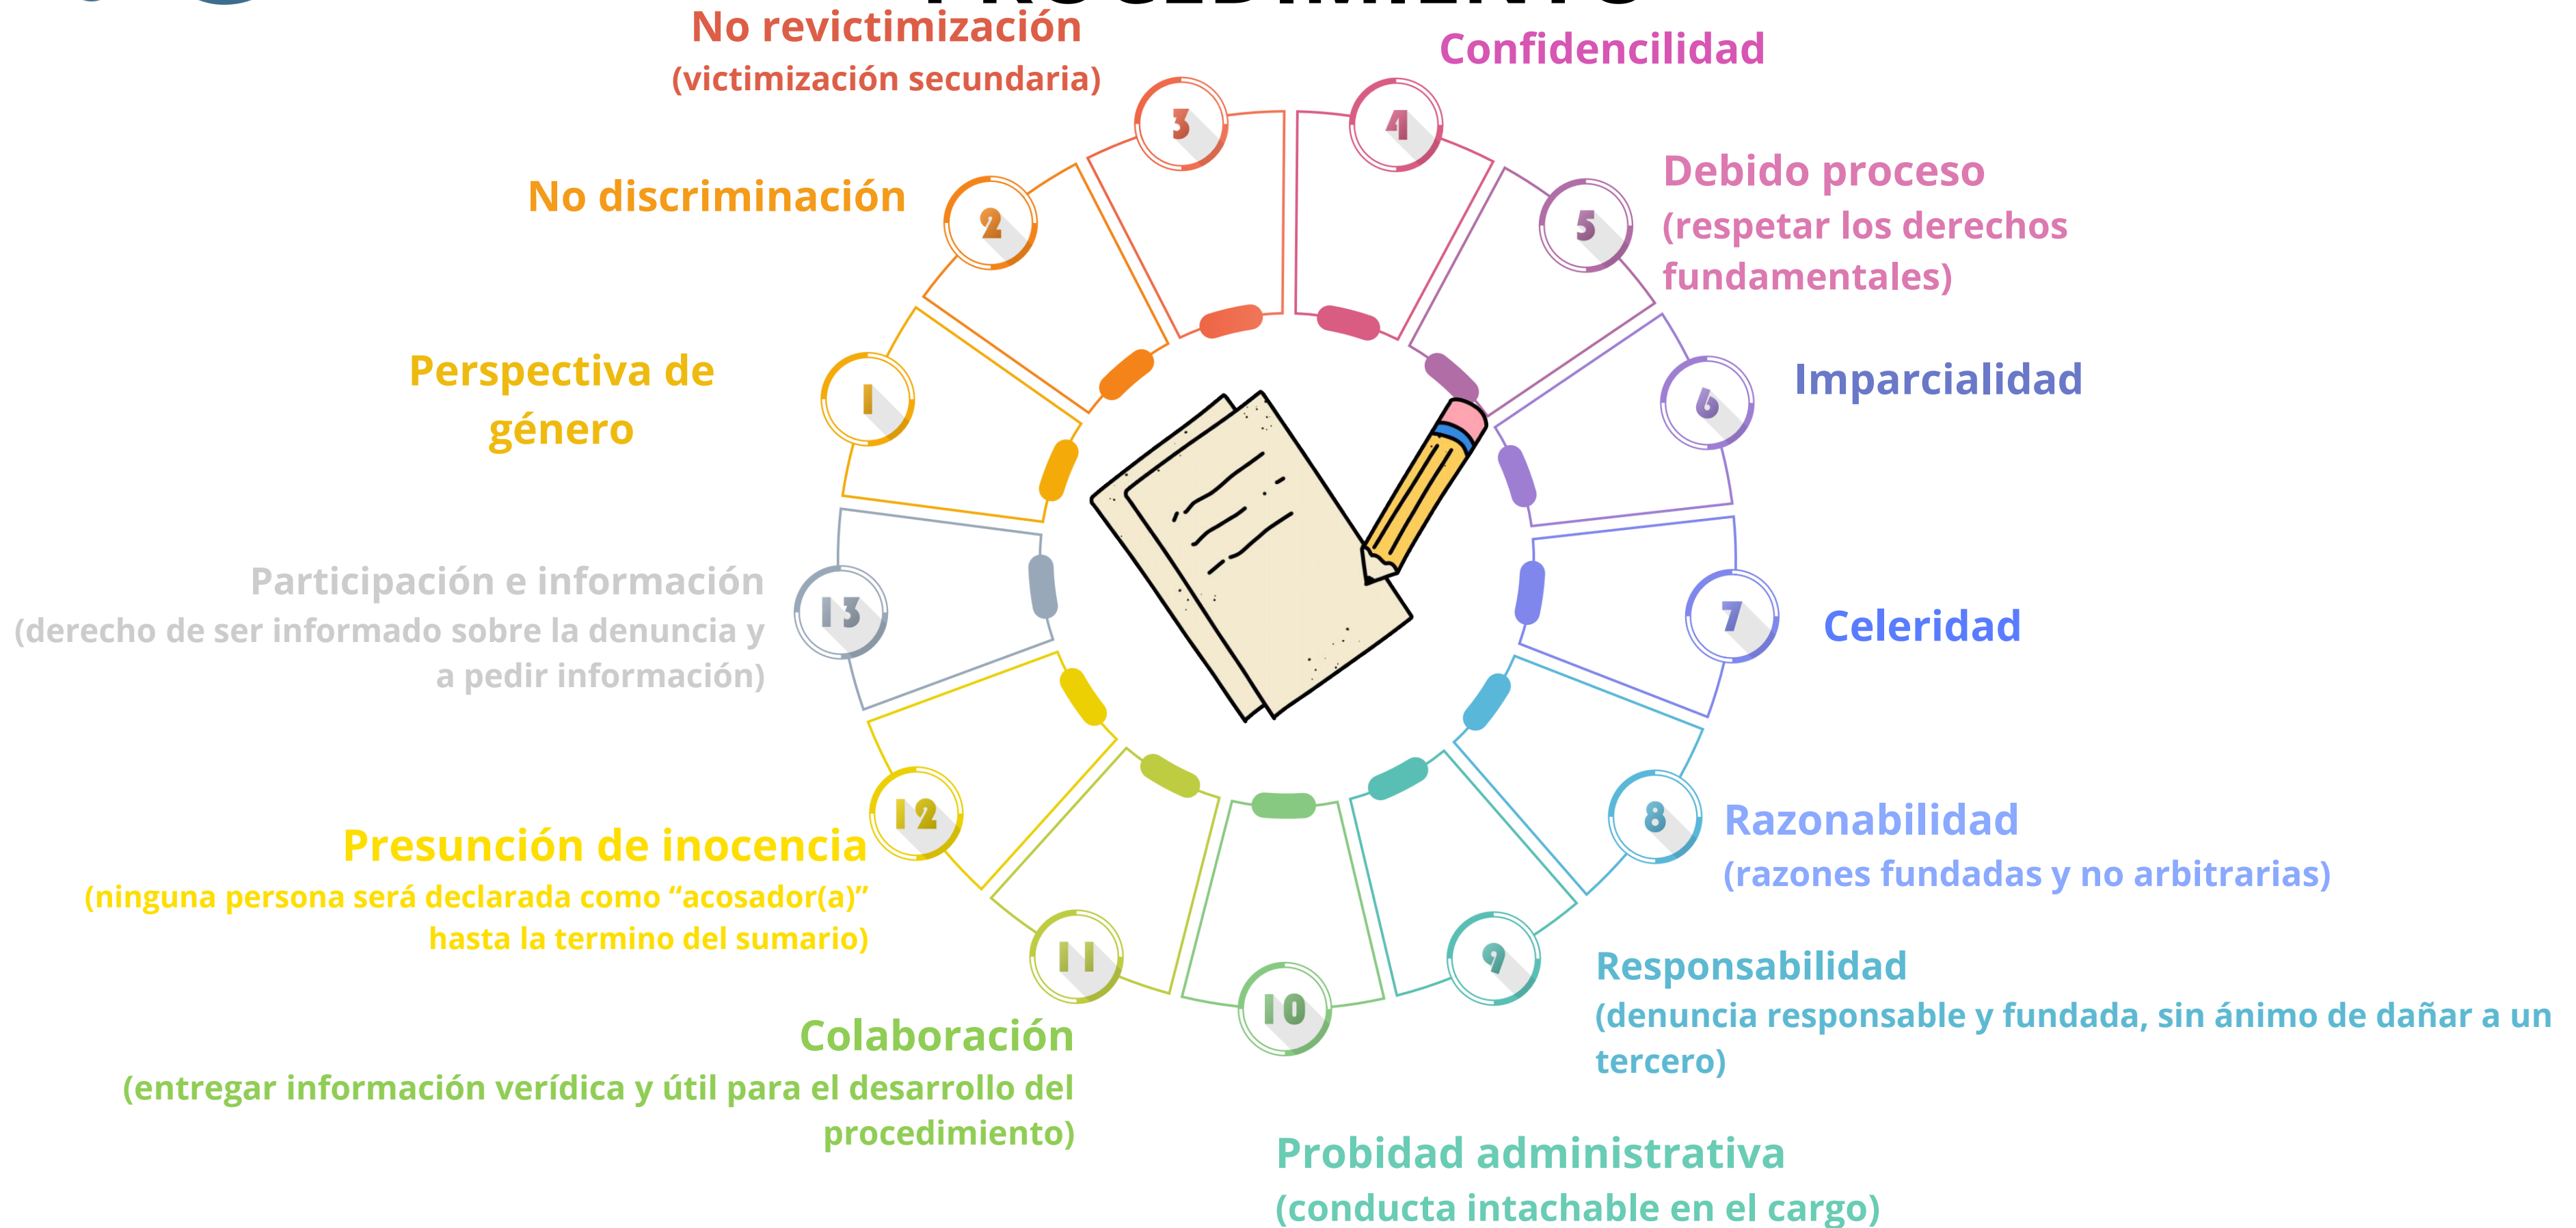 PROCEDIMIENTO
No revictimización
(victimización secundaria)
Confidencilidad
3
4
Debido proceso
(respetar los derechos
fundamentales)
No discriminación
2
5
Perspectiva de
género
1
6
Imparcialidad
Participación e información
(derecho de ser informado sobre la denuncia y
a pedir información)
13
7
Celeridad
Presunción de inocencia
(ninguna persona será declarada como “acosador(a)”
hasta la termino del sumario)
12
8
Razonabilidad
(razones fundadas y no arbitrarias)
11
9
Responsabilidad
(denuncia responsable y fundada, sin ánimo de dañar a un
tercero)
10
Colaboración
(entregar información verídica y útil para el desarrollo del
procedimiento)
Probidad administrativa
(conducta intachable en el cargo)